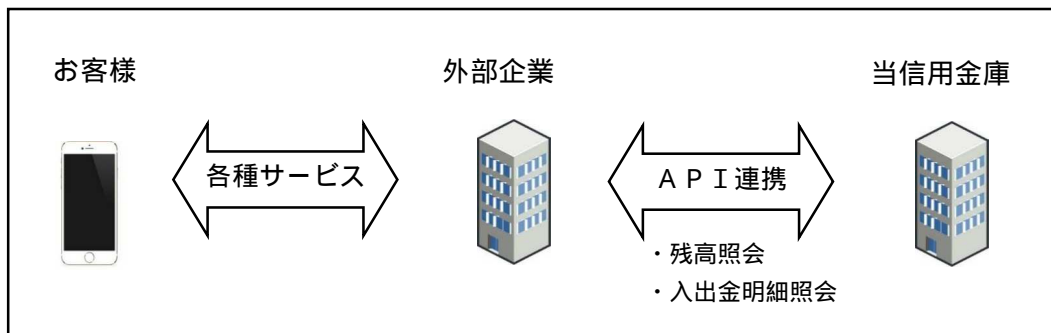 お客様
外部企業
当信用金庫
各種サービス
ＡＰＩ連携
・残高照会
・入出金明細照会